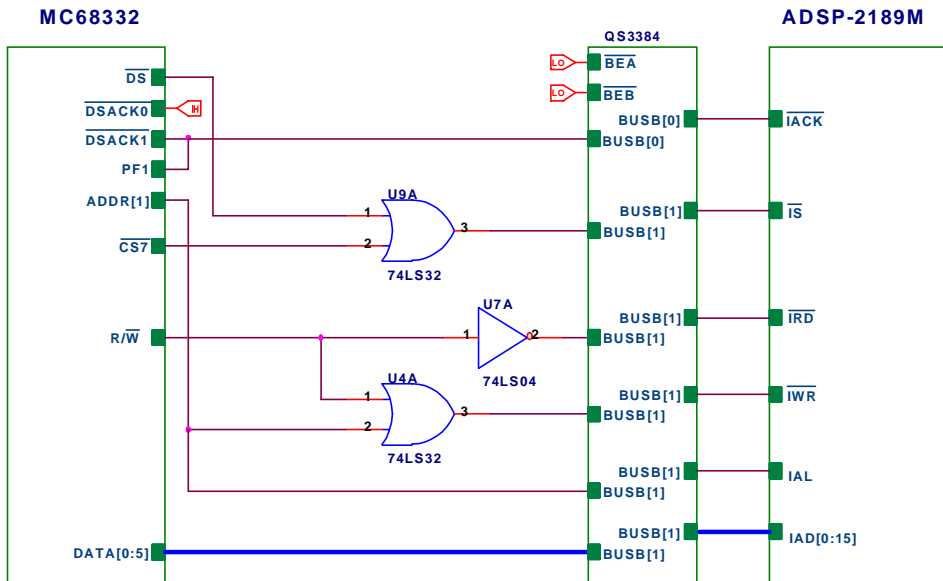 MC68332
ADSP-2189M
QS3384
DS
DSACK0
HI
DSACK1
PF1
ADDR[1]
CS7
R/W
DATA[0:5]
U9A
1
2
3
74LS32
U7A
1
2
74LS04
U4A
1
2
3
74LS32
LO
BEA
LO
BEB
BUSB[0]
BUSB[0]
BUSB[1]
BUSB[1]
BUSB[1]
BUSB[1]
BUSB[1]
BUSB[1]
BUSB[1]
BUSB[1]
BUSB[1]
BUSB[1]
IACK
IS
IRD
IWR
IAL
IAD[0:15]